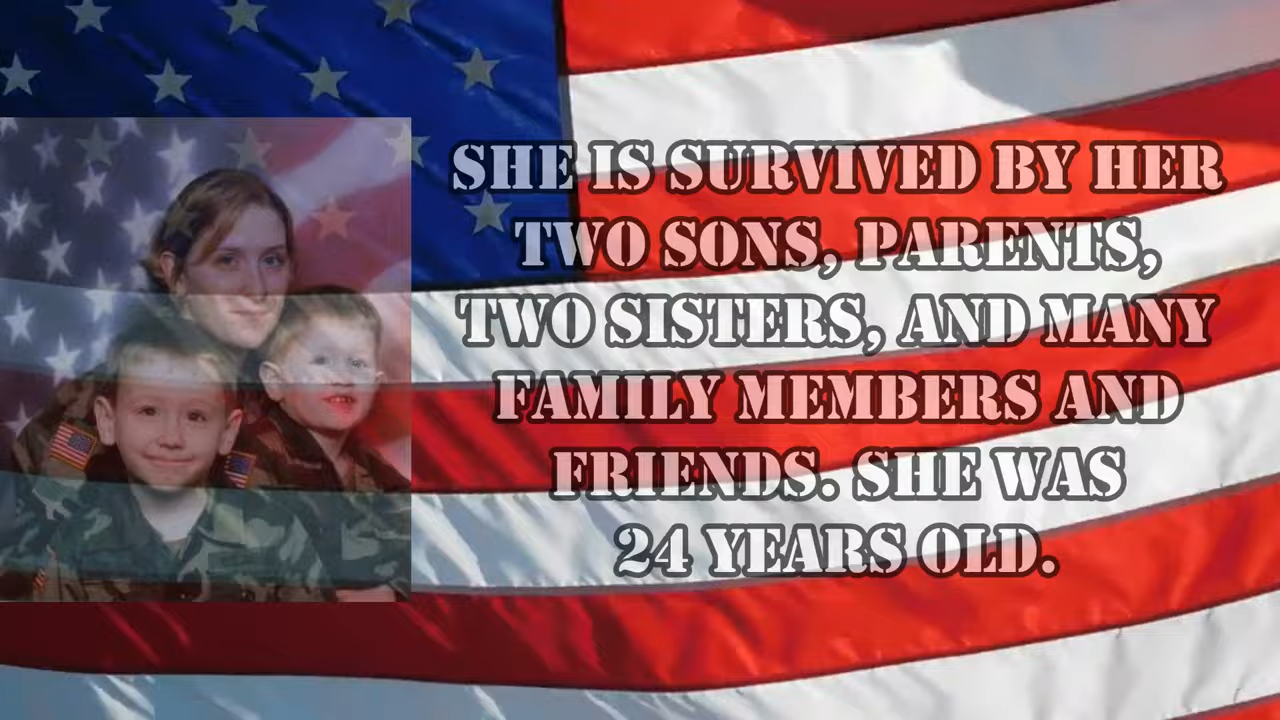 SHE IS SURVIVED BY HER
TWO SONS, PARENTS,
TWO SISTERS, AND MANY
FAMILY MEMBERS AND
FRIENDS. SHE WAS
24 YEARS OLD.